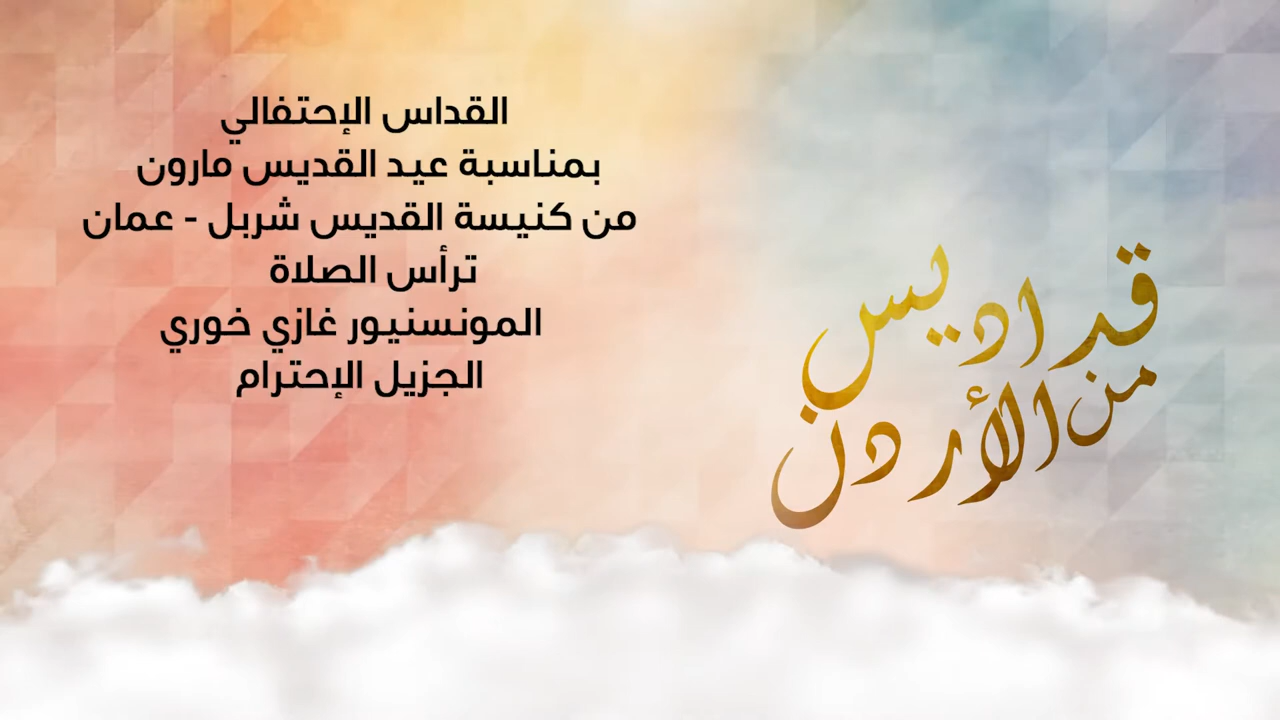 القداس الإحتفالي
بمناسبة عيد القديس مارون
من كنيسة القديس شربل - عمان
ترأس الصلاة
المونسنيور غازي خوري
الجزيل الإحترام
قداديس
من الأردن